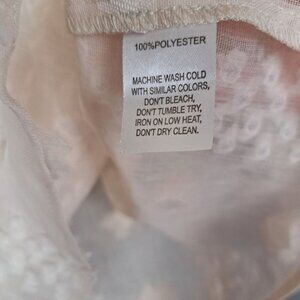 100%POLYESTER
MACHINE WASH COLD
WITH SIMILAR COLORS,
DON'T BLEACH,
DON'T TUMBLE TRY,
IRON ON LOW HEAT,
DON'T DRY CLEAN.